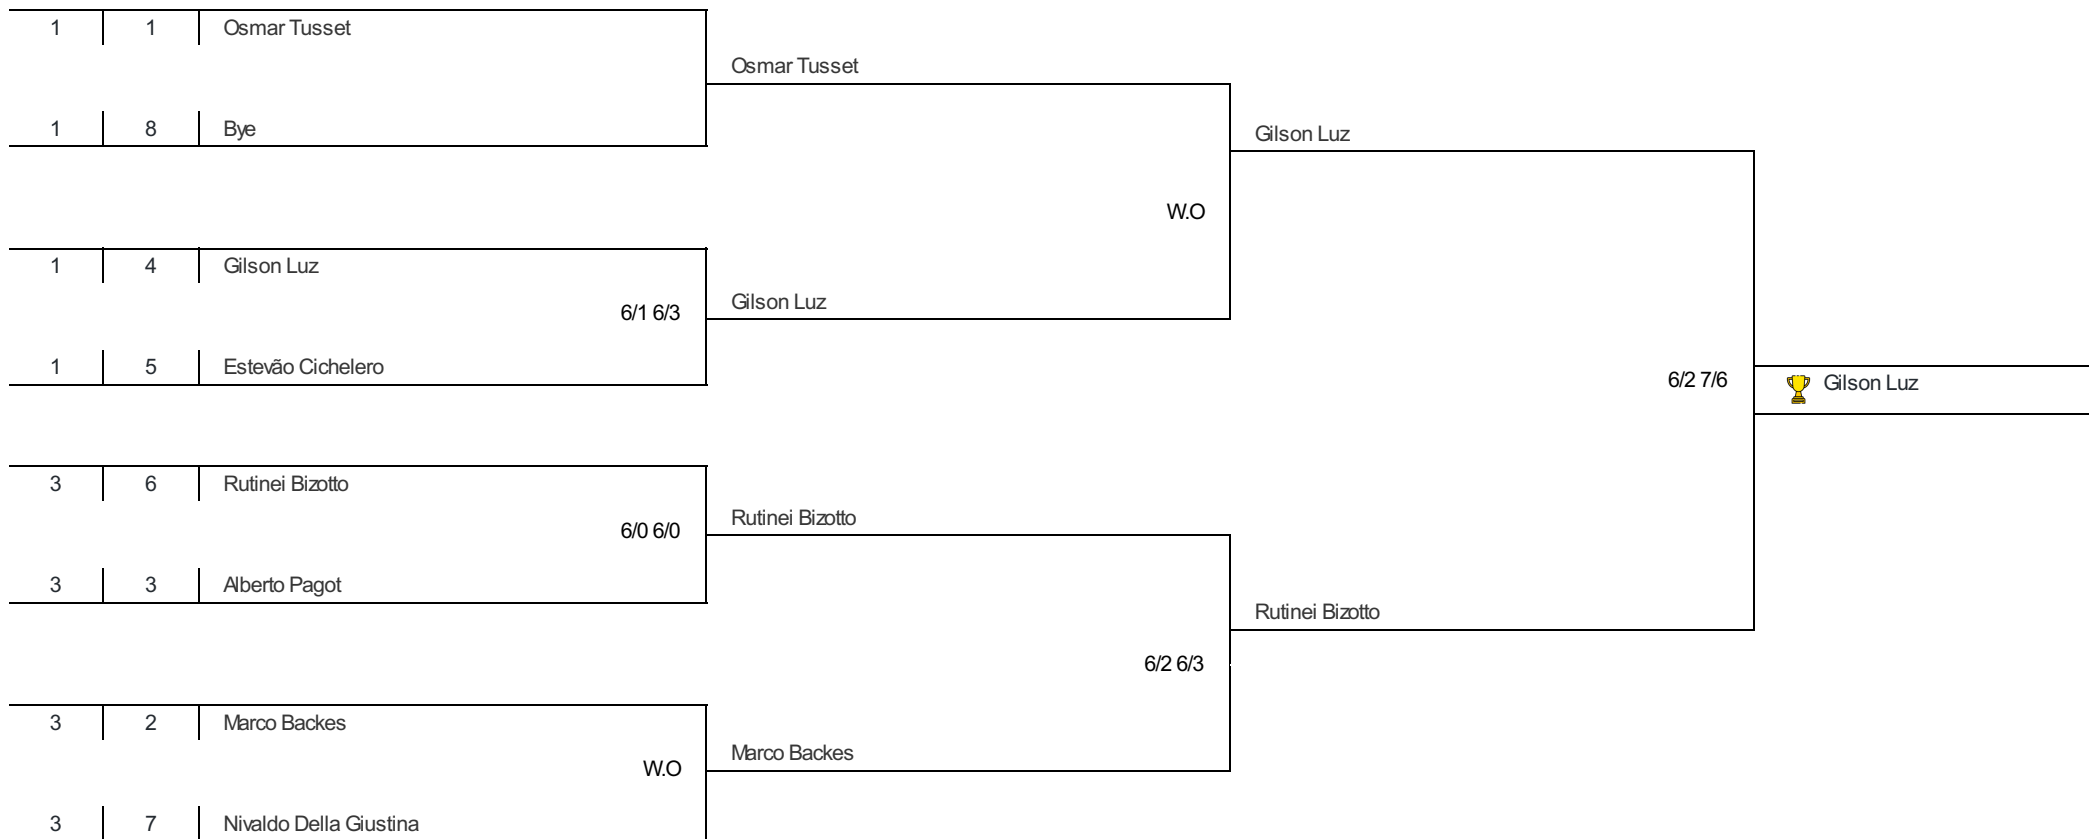 1 1 Osmar Tusset
Osmar Tusset
1 8 Bye
Gilson Luz
W.O
1 4 Gilson Luz
6/1 6/3
Gilson Luz
1 5 Estevão Cichelero
6/2 7/6
Gilson Luz
3 6 Rutinei Bizotto
6/0 6/0
Rutinei Bizotto
3 3 Alberto Pagot
Rutinei Bizotto
6/2 6/3
3 2 Marco Backes
W.O
Marco Backes
3 7 Nivaldo Della Giustina